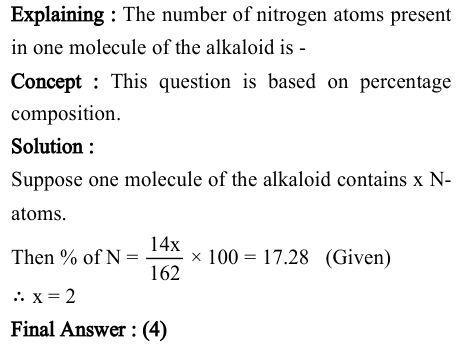 Explaining : The number of nitrogen atoms present
in one molecule of the alkaloid is -
Concept : This question is based on percentage
composition.
Solution :
Suppose one molecule of the alkaloid contains x N-
atoms.
Then % of N = 14x/162 × 100 = 17.28 (Given)
∴ x = 2
Final Answer : (4)